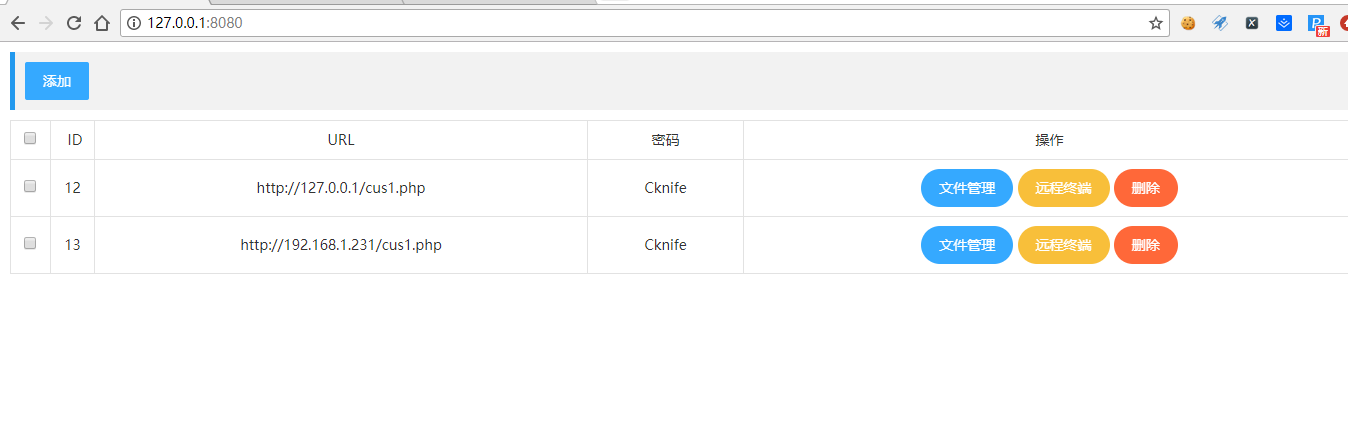 127.0.0.1:8080
新
添加
ID URL 密码 操作
12 http://127.0.0.1/cus1.php Cknife 文件管理 远程终端 删除
13 http://192.168.1.231/cus1.php Cknife 文件管理 远程终端 删除